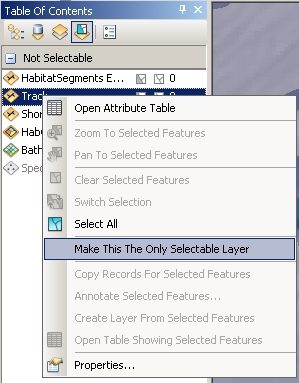 Table Of Contents
Not Selectable
HabitatSegments E... 0
Track 0
Open Attribute Table
Zoom To Selected Features
Pan To Selected Features
Clear Selected Features
Switch Selection
Select All
Make This The Only Selectable Layer
Copy Records For Selected Features
Annotate Selected Features...
Create Layer From Selected Features
Open Table Showing Selected Features
Properties...
Shor
Hab
Bath
Spec